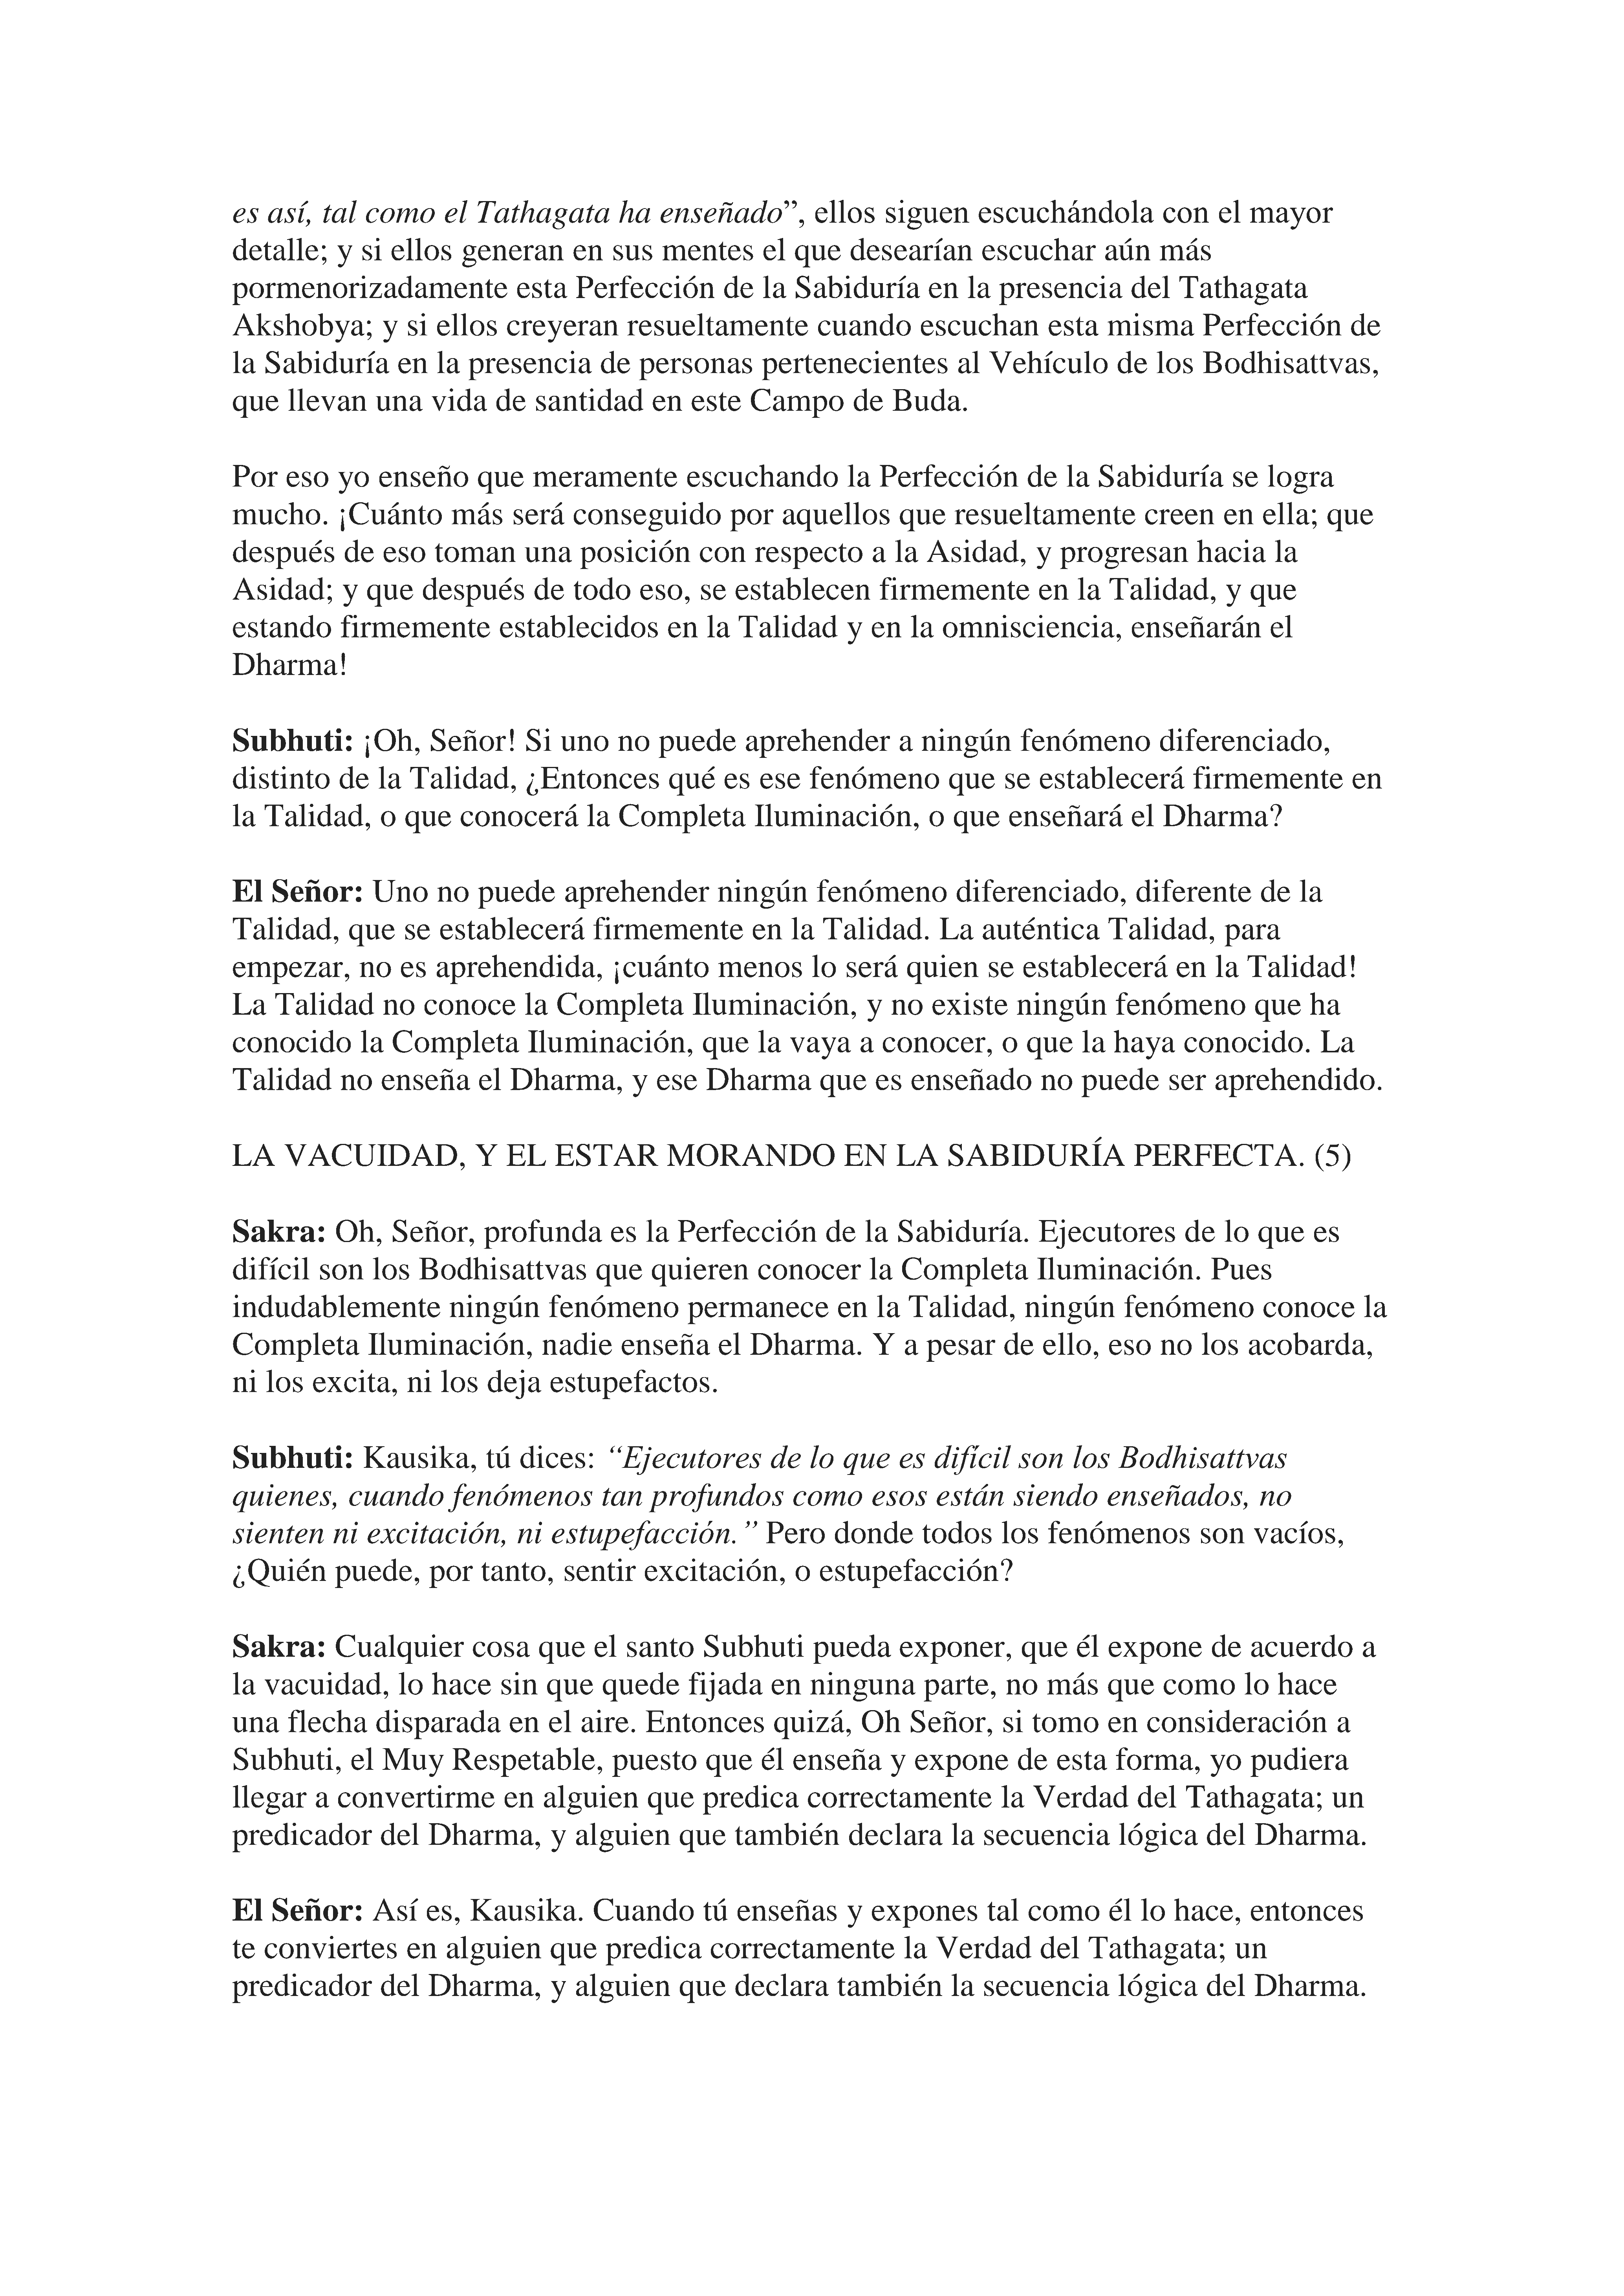 es así, tal como el Tathagata ha enseñado”, ellos siguen escuchándola con el mayor
detalle; y si ellos generan en sus mentes el que desearían escuchar aún más
pormenorizadamente esta Perfección de la Sabiduría en la presencia del Tathagata
Akshobya; y si ellos creyeran resueltamente cuando escuchan esta misma Perfección de
la Sabiduría en la presencia de personas pertenecientes al Vehículo de los Bodhisattvas,
que llevan una vida de santidad en este Campo de Buda.
Por eso yo enseño que meramente escuchando la Perfección de la Sabiduría se logra
mucho. ¡Cuánto más será conseguido por aquellos que resueltamente creen en ella; que
después de eso toman una posición con respecto a la Asidad, y progresan hacia la
Asidad; y que después de todo eso, se establecen firmemente en la Talidad, y que
estando firmemente establecidos en la Talidad y en la omnisciencia, enseñarán el
Dharma!
Subhuti: ¡Oh, Señor! Si uno no puede aprehender a ningún fenómeno diferenciado,
distinto de la Talidad, ¿Entonces qué es ese fenómeno que se establecerá firmemente en
la Talidad, o que conocerá la Completa Iluminación, o que enseñará el Dharma?
El Señor: Uno no puede aprehender ningún fenómeno diferenciado, diferente de la
Talidad, que se establecerá firmemente en la Talidad. La auténtica Talidad, para
empezar, no es aprehendida, ¡cuánto menos lo será quien se establecerá en la Talidad!
La Talidad no conoce la Completa Iluminación, y no existe ningún fenómeno que ha
conocido la Completa Iluminación, que la vaya a conocer, o que la haya conocido. La
Talidad no enseña el Dharma, y ese Dharma que es enseñado no puede ser aprehendido.
LA VACUIDAD, Y EL ESTAR MORANDO EN LA SABIDURÍA PERFECTA. (5)
Sakra: Oh, Señor, profunda es la Perfección de la Sabiduría. Ejecutores de lo que es
difícil son los Bodhisattvas que quieren conocer la Completa Iluminación. Pues
indudablemente ningún fenómeno permanece en la Talidad, ningún fenómeno conoce la
Completa Iluminación, nadie enseña el Dharma. Y a pesar de ello, eso no los acobarda,
ni los excita, ni los deja estupefactos.
Subhuti: Kausika, tú dices: “Ejecutores de lo que es difícil son los Bodhisattvas
quienes, cuando fenómenos tan profundos como esos están siendo enseñados, no
sienten ni excitación, ni estupefacción.” Pero donde todos los fenómenos son vacíos,
¿Quién puede, por tanto, sentir excitación, o estupefacción?
Sakra: Cualquier cosa que el santo Subhuti pueda exponer, que él expone de acuerdo a
la vacuidad, lo hace sin que quede fijada en ninguna parte, no más que como lo hace
una flecha disparada en el aire. Entonces quizá, Oh Señor, si tomo en consideración a
Subhuti, el Muy Respetable, puesto que él enseña y expone de esta forma, yo pudiera
llegar a convertirme en alguien que predica correctamente la Verdad del Tathagata; un
predicador del Dharma, y alguien que también declara la secuencia lógica del Dharma.
El Señor: Así es, Kausika. Cuando tú enseñas y expones tal como él lo hace, entonces
te conviertes en alguien que predica correctamente la Verdad del Tathagata; un
predicador del Dharma, y alguien que declara también la secuencia lógica del Dharma.